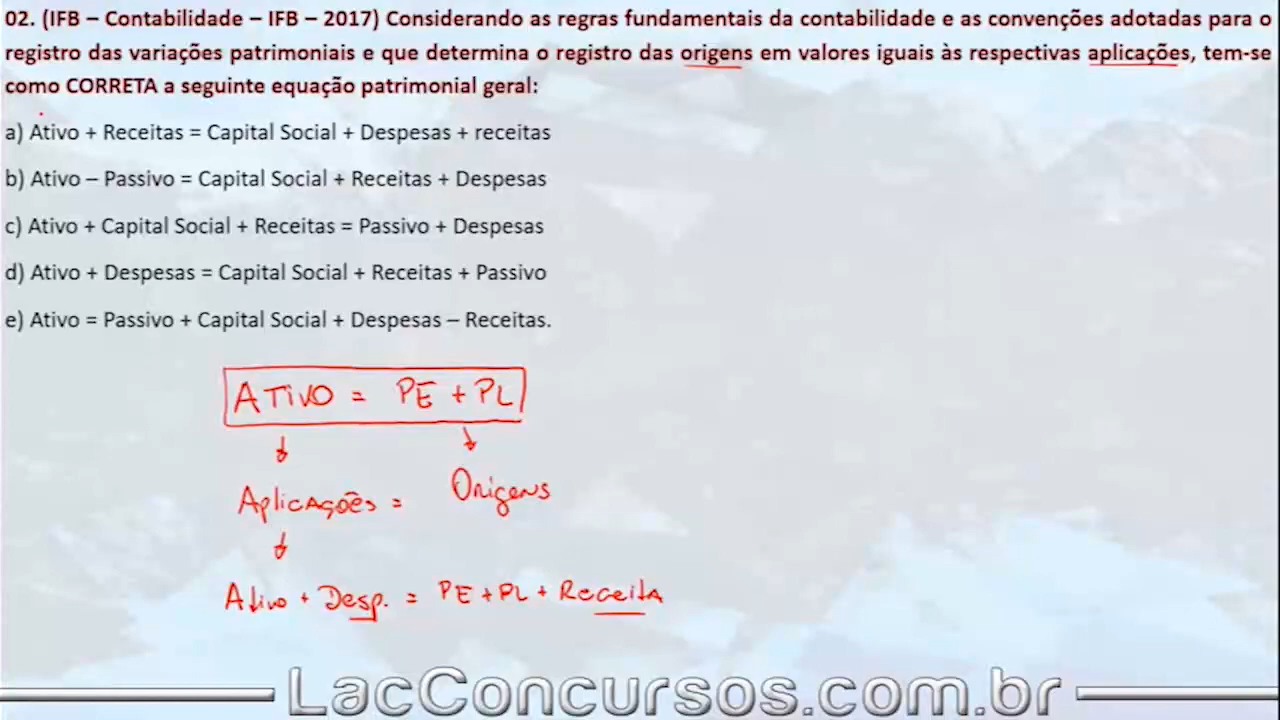 02. (IFB – Contabilidade – IFB – 2017) Considerando as regras fundamentais da contabilidade e as convenções adotadas para o
registro das variações patrimoniais e que determina o registro das origens em valores iguais às respectivas aplicações, tem-se
como CORRETA a seguinte equação patrimonial geral:
a) Ativo + Receitas = Capital Social + Despesas + receitas
b) Ativo – Passivo = Capital Social + Receitas + Despesas
c) Ativo + Capital Social + Receitas = Passivo + Despesas
d) Ativo + Despesas = Capital Social + Receitas + Passivo
e) Ativo = Passivo + Capital Social + Despesas – Receitas.
ATIVO = PE + PL
Aplicações = Origens
Ativo + Desp. = PE + PL + Receita
LacConcursos.com.br